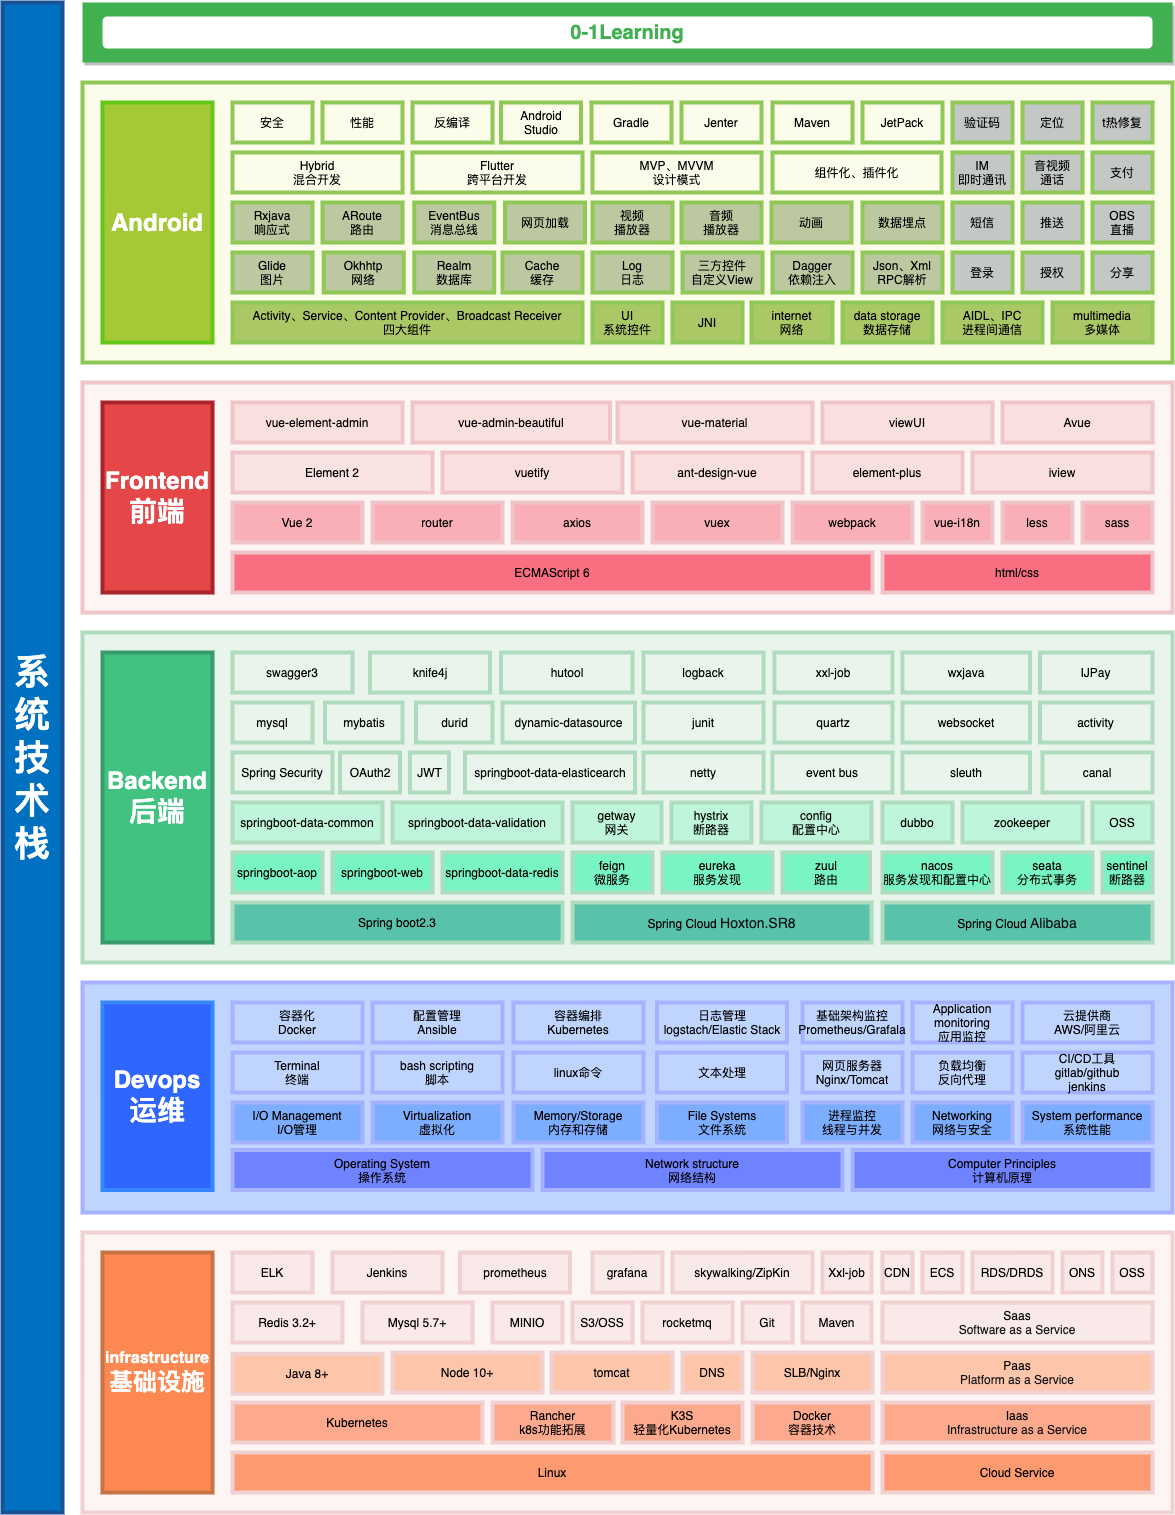 系统技术栈
0-1Learning
Android
安全
性能
反编译
Android
Studio
Gradle
Jenter
Maven
JetPack
验证码
定位
t热修复
Hybrid
混合开发
Flutter
跨平台开发
MVP、MVVM
设计模式
组件化、插件化
IM
即时通讯
音视频
通话
支付
Rxjava
响应式
ARoute
路由
EventBus
消息总线
网页加载
视频
播放器
音频
播放器
动画
数据埋点
短信
推送
OBS
直播
Glide
图片
Okhhtp
网络
Realm
数据库
Cache
缓存
Log
日志
三方控件
自定义View
Dagger
依赖注入
Json、Xml
RPC解析
登录
授权
分享
Activity、Service、Content Provider、Broadcast Receiver
四大组件
UI
系统控件
JNI
internet
网络
data storage
数据存储
AIDL、IPC
进程间通信
multimedia
多媒体
Frontend
前端
vue-element-admin
vue-admin-beautiful
vue-material
viewUI
Avue
Element 2
vuetify
ant-design-vue
element-plus
iview
Vue 2
router
axios
vuex
webpack
vue-i18n
less
sass
ECMAScript 6
html/css
Backend
后端
swagger3
knife4j
hutool
logback
xxl-job
wxjava
IJPay
mysql
mybatis
durid
dynamic-datasource
junit
quartz
websocket
activity
Spring Security
OAuth2
JWT
springboot-data-elasticearch
netty
event bus
sleuth
canal
springboot-data-common
springboot-data-validation
getway
网关
hystrix
断路器
config
配置中心
dubbo
zookeeper
OSS
springboot-aop
springboot-web
springboot-data-redis
feign
微服务
eureka
服务发现
zuul
路由
nacos
服务发现和配置中心
seata
分布式事务
sentinel
断路器
Spring boot2.3
Spring Cloud Hoxton.SR8
Spring Cloud Alibaba
Devops
运维
容器化
Docker
配置管理
Ansible
容器编排
Kubernetes
日志管理
logstach/Elastic Stack
基础架构监控
Prometheus/Grafala
Application
monitoring
应用监控
云提供商
AWS/阿里云
Terminal
终端
bash scripting
脚本
linux命令
文本处理
网页服务器
Nginx/Tomcat
负载均衡
反向代理
CI/CD工具
gitlab/github
jenkins
I/O Management
I/O管理
Virtualization
虚拟化
Memory/Storage
内存和存储
File Systems
文件系统
进程监控
线程与并发
Networking
网络与安全
System performance
系统性能
Operating System
操作系统
Network structure
网络结构
Computer Principles
计算机原理
infrastructure
基础设施
ELK
Jenkins
prometheus
grafana
skywalking/ZipKin
Xxl-job
CDN
ECS
RDS/DRDS
ONS
OSS
Redis 3.2+
Mysql 5.7+
MINIO
S3/OSS
rocketmq
Git
Maven
Saas
Software as a Service
Java 8+
Node 10+
tomcat
DNS
SLB/Nginx
Paas
Platform as a Service
Kubernetes
Rancher
k8s功能拓展
K3S
轻量化Kubernetes
Docker
容器技术
Iaas
Infrastructure as a Service
Linux
Cloud Service